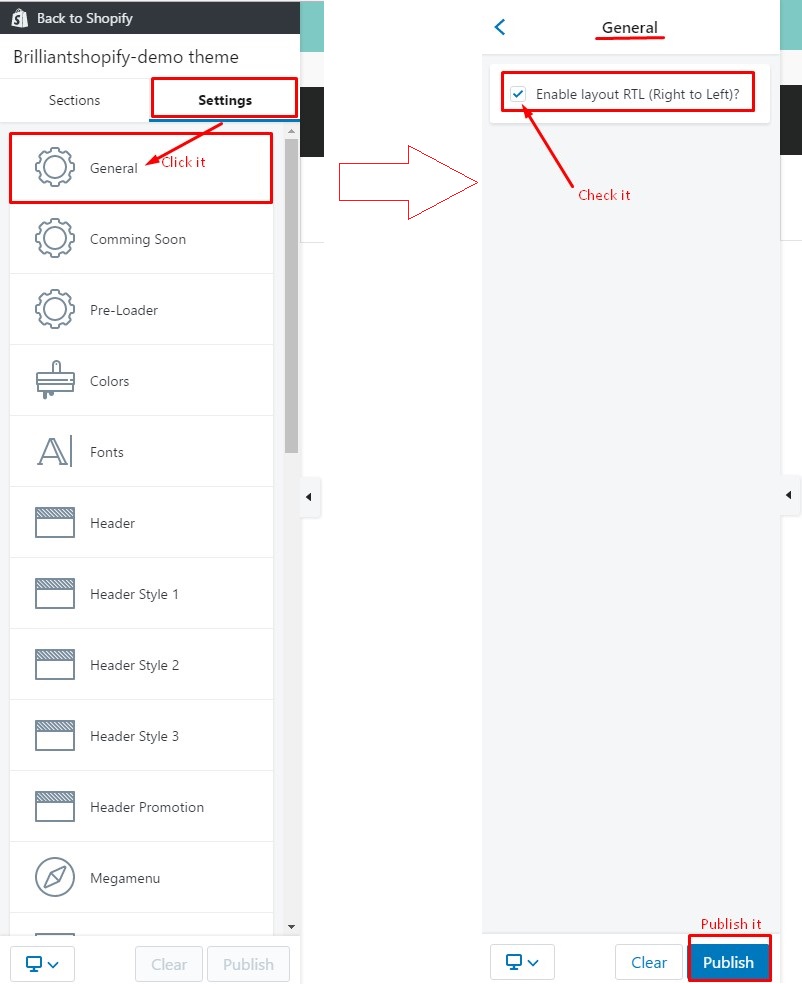 Back to Shopify
Brilliantshopify-demo theme
Sections
Settings
General
Click it
Comming Soon
Pre-Loader
Colors
Fonts
Header
Header Style 1
Header Style 2
Header Style 3
Header Promotion
Megamenu
Clear
Publish
General
Enable layout RTL (Right to Left)?
Check it
Publish it
Clear
Publish